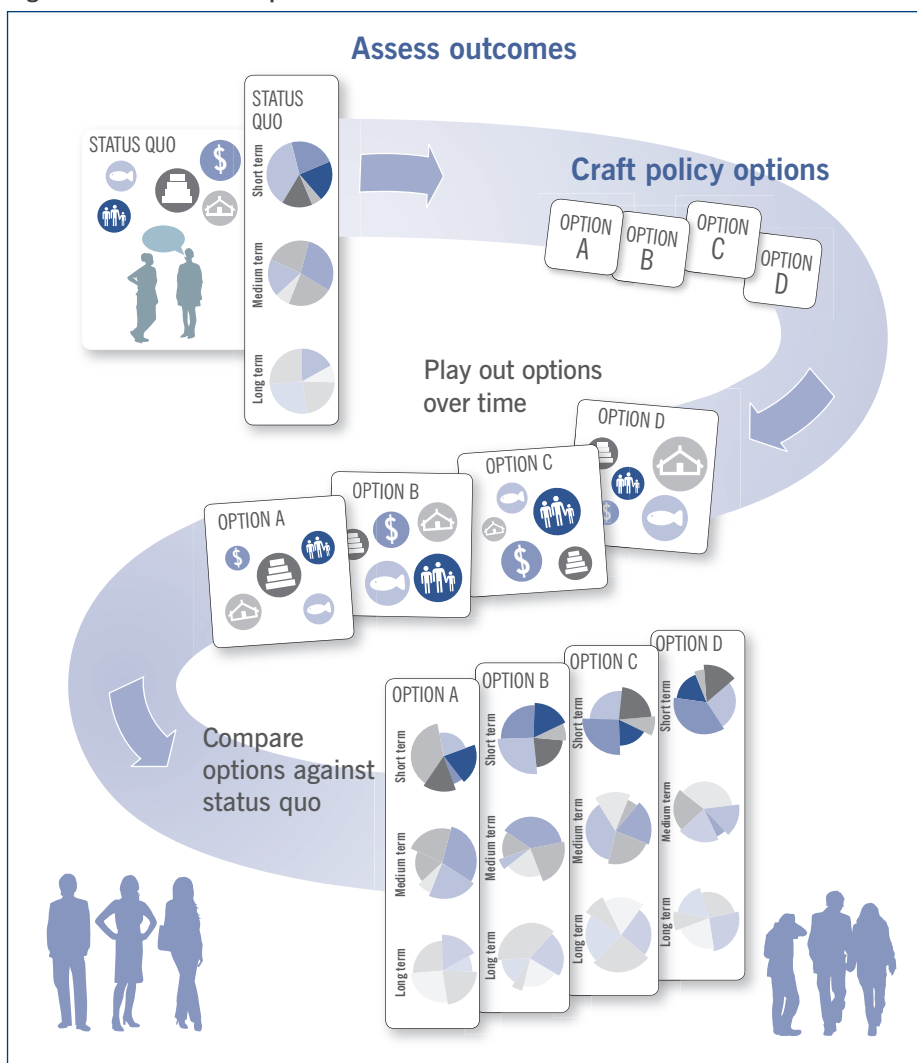 Assess outcomes
STATUS QUO
$
STATUS
QUO
Short term
Medium term
Long term
Craft policy options
OPTION
A
OPTION
B
OPTION
C
OPTION
D
Play out options
over time
OPTION A
$
OPTION B
$
OPTION C
$
OPTION D
$
Compare
options against
status quo
OPTION A
Short term
Medium term
Long term
OPTION B
Short term
Medium term
Long term
OPTION C
Short term
Medium term
Long term
OPTION D
Short term
Medium term
Long term